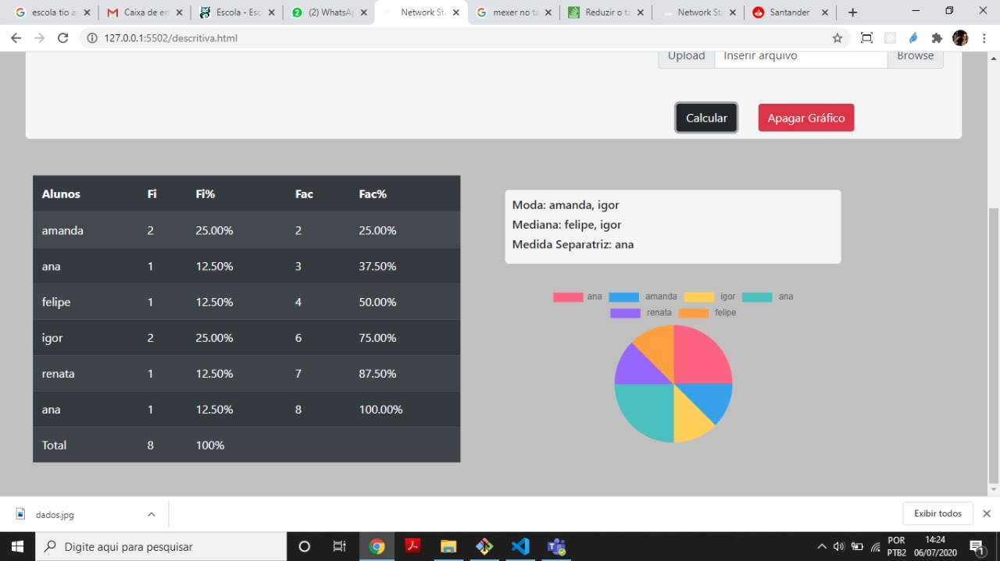 escola tio a
Caixa de en
Escola - Esc
(2) WhatsA
Network St
mexer no ta
Reduzir o ta
Network Sta
Santander
127.0.0.1:5502/descritiva.html
Upload Inserir arquivo Browse
Calcular Apagar Gráfico
Alunos Fi Fi% Fac Fac%
amanda 2 25.00% 2 25.00%
ana 1 12.50% 3 37.50%
felipe 1 12.50% 4 50.00%
igor 2 25.00% 6 75.00%
renata 1 12.50% 7 87.50%
ana 1 12.50% 8 100.00%
Total 8 100%
Moda: amanda, igor
Mediana: felipe, igor
Medida Separatriz: ana
ana amanda igor ana
renata felipe
dados.jpg
Exibir todos
Digite aqui para pesquisar
POR
PTB2
14:24
06/07/2020
1